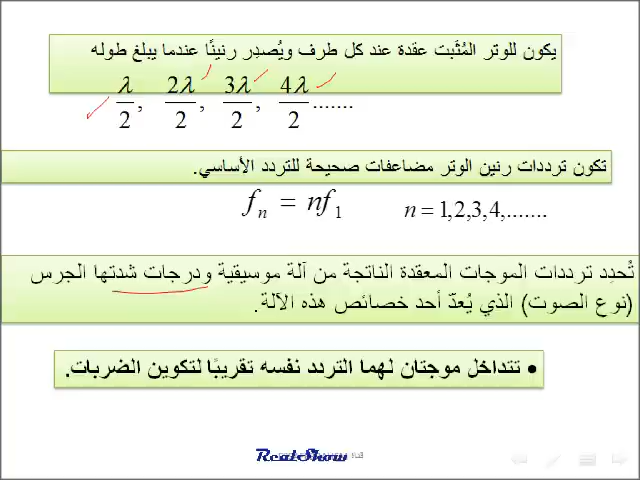 يكون للوتر المُثَبت عقدة عند كل طرف ويُصدِر رنينًا عندما يبلغ طوله
λ/2, 2λ/2, 3λ/2, 4λ/2.......
تكون ترددات رنين الوتر مضاعفات صحيحة للتردد الأساسي.
fn = nf1 n = 1,2,3,4,.......
تُحدِد ترددات الموجات المعقدة الناتجة من آلة موسيقية ودرجات شدتها الجرس
(نوع الصوت) الذي يُعدّ أحد خصائص هذه الآلة.
• تتداخل موجتان لهما التردد نفسه تقريبًا لتكوين الضربات.
RealShow